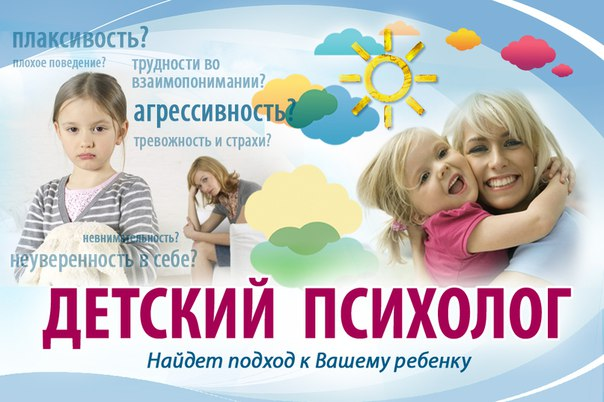 плаксивость?
плохое поведение?
трудности во
взаимопонимании?
агрессивность?
тревожность и страхи?
невнимательность?
неуверенность в себе?
ДЕТСКИЙ ПСИХОЛОГ
Найдет подход к Вашему ребенку